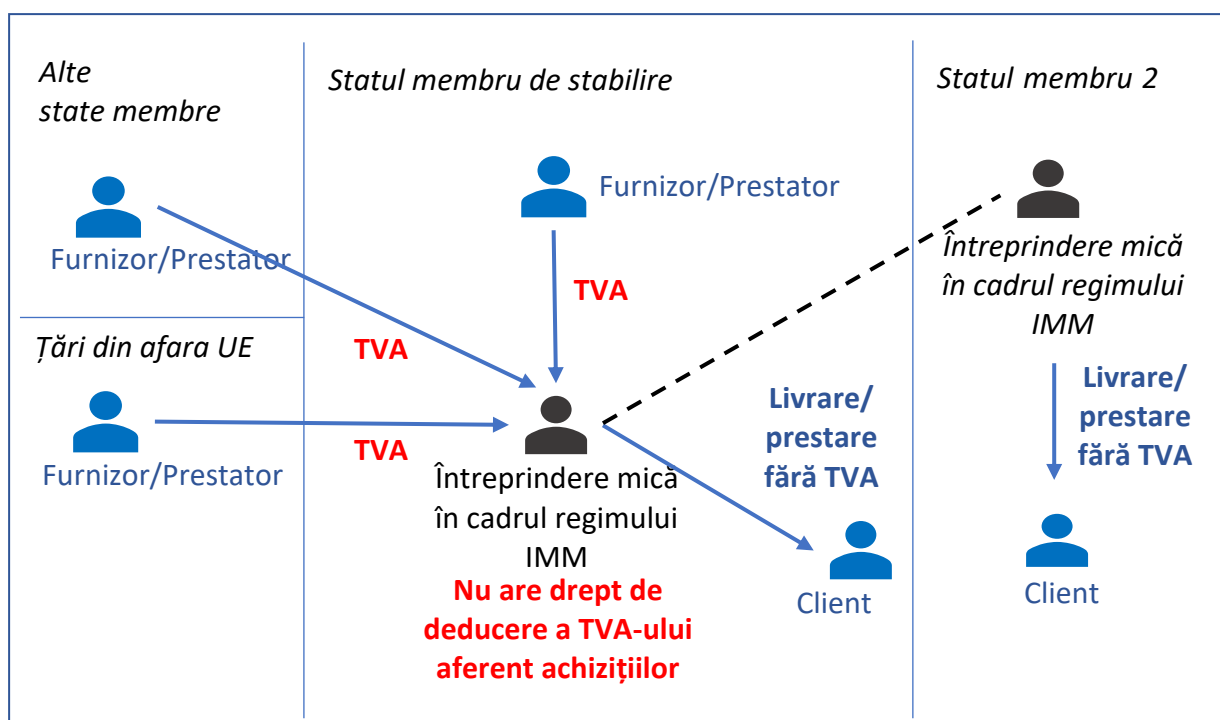 Alte
state membre
Furnizor/Prestator
Țări din afara UE
Furnizor/Prestator
TVA
TVA
Statul membru de stabilire
Furnizor/Prestator
TVA
Întreprindere mică
în cadrul regimului
IMM
Nu are drept de
deducere a TVA-ului
aferent achizițiilor
Livrare/
prestare
fără TVA
Client
Statul membru 2
Întreprindere mică
în cadrul regimului
IMM
Livrare/
prestare
fără TVA
Client